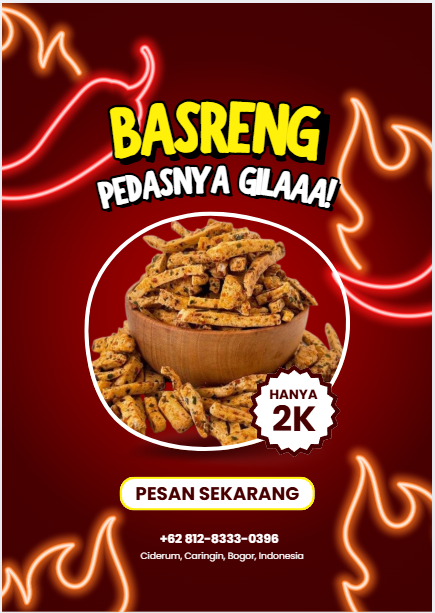 BASRENG
PEDASNYA GILAAA!
HANYA
2K
PESAN SEKARANG
+62 812-8333-0396
Ciderum, Caringin, Bogor, Indonesia